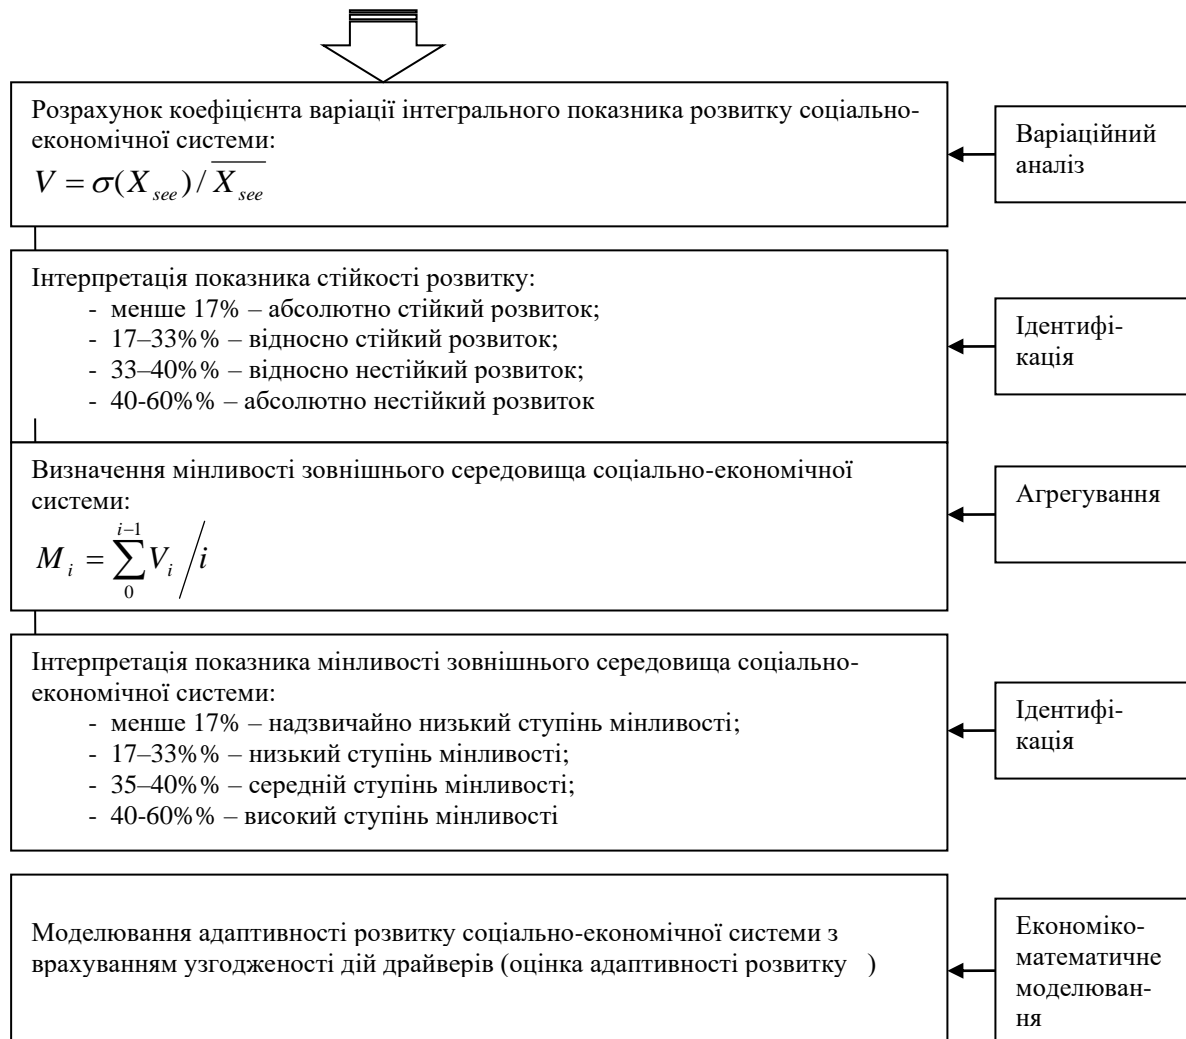 Розрахунок коефіцієнта варіації інтегрального показника розвитку соціально-
економічної системи:
V = σ(X_see) / \overline{X_see}
Варіаційний
аналіз
Інтерпретація показника стійкості розвитку:
- менше 17% – абсолютно стійкий розвиток;
- 17–33%% – відносно стійкий розвиток;
- 33–40%% – відносно нестійкий розвиток;
- 40-60%% – абсолютно нестійкий розвиток
Ідентифі-
кація
Визначення мінливості зовнішнього середовища соціально-економічної
системи:
M_i = \sum_{0}^{i-1} V_i / i
Агрегування
Інтерпретація показника мінливості зовнішнього середовища соціально-
економічної системи:
- менше 17% – надзвичайно низький ступінь мінливості;
- 17–33%% – низький ступінь мінливості;
- 35–40%% – середній ступінь мінливості;
- 40-60%% – високий ступінь мінливості
Ідентифі-
кація
Моделювання адаптивності розвитку соціально-економічної системи з
врахуванням узгодженості дій драйверів (оцінка адаптивності розвитку )
Економіко-
математичне
моделюван-
ня